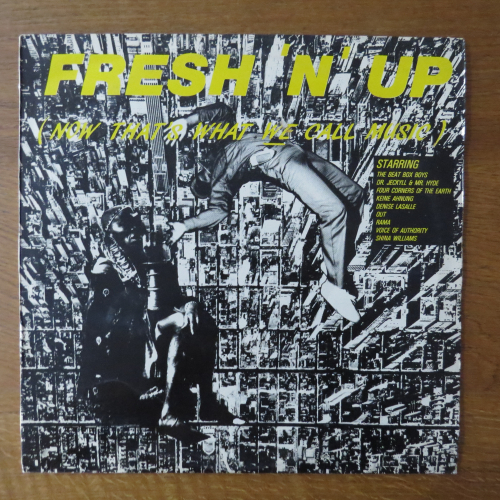 FRESH 'N' UP
(NOW THAT'S WHAT WE CALL MUSIC)
STARRING
THE BEAT BOX BOYS
DR. JECKYLL & MR. HYDE
FOUR CORNERS OF THE EARTH
KEINE AHNUNG
DENISE LASALLE
OUT
RAMA
VOICE OF AUTHORITY
SHINA WILLIAMS